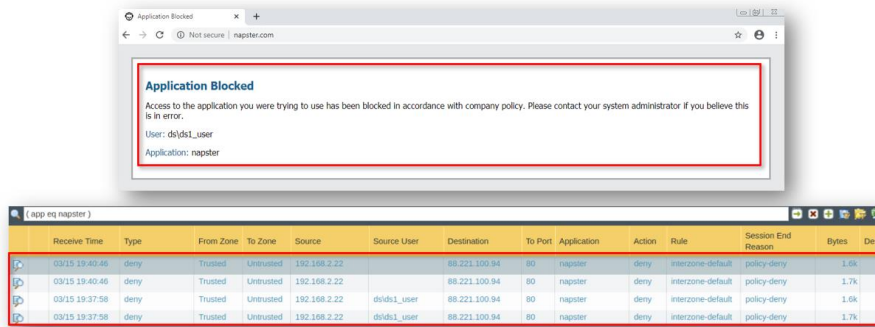 Application Blocked
Not secure | napster.com
Application Blocked
Access to the application you were trying to use has been blocked in accordance with company policy. Please contact your system administrator if you believe this
is in error.
User: ds\ds1_user
Application: napster
( app eq napster )
Receive Time Type From Zone To Zone Source Source User Destination To Port Application Action Rule Session End Reason Bytes De
03/15 19:40:46 deny Trusted Untrusted 192.168.2.22 88.221.100.94 80 napster deny interzone-default policy-deny 1.6k
03/15 19:40:46 deny Trusted Untrusted 192.168.2.22 88.221.100.94 80 napster deny interzone-default policy-deny 1.7k
03/15 19:37:58 deny Trusted Untrusted 192.168.2.22 ds\ds1_user 88.221.100.94 80 napster deny interzone-default policy-deny 1.6k
03/15 19:37:58 deny Trusted Untrusted 192.168.2.22 ds\ds1_user 88.221.100.94 80 napster deny interzone-default policy-deny 1.7k